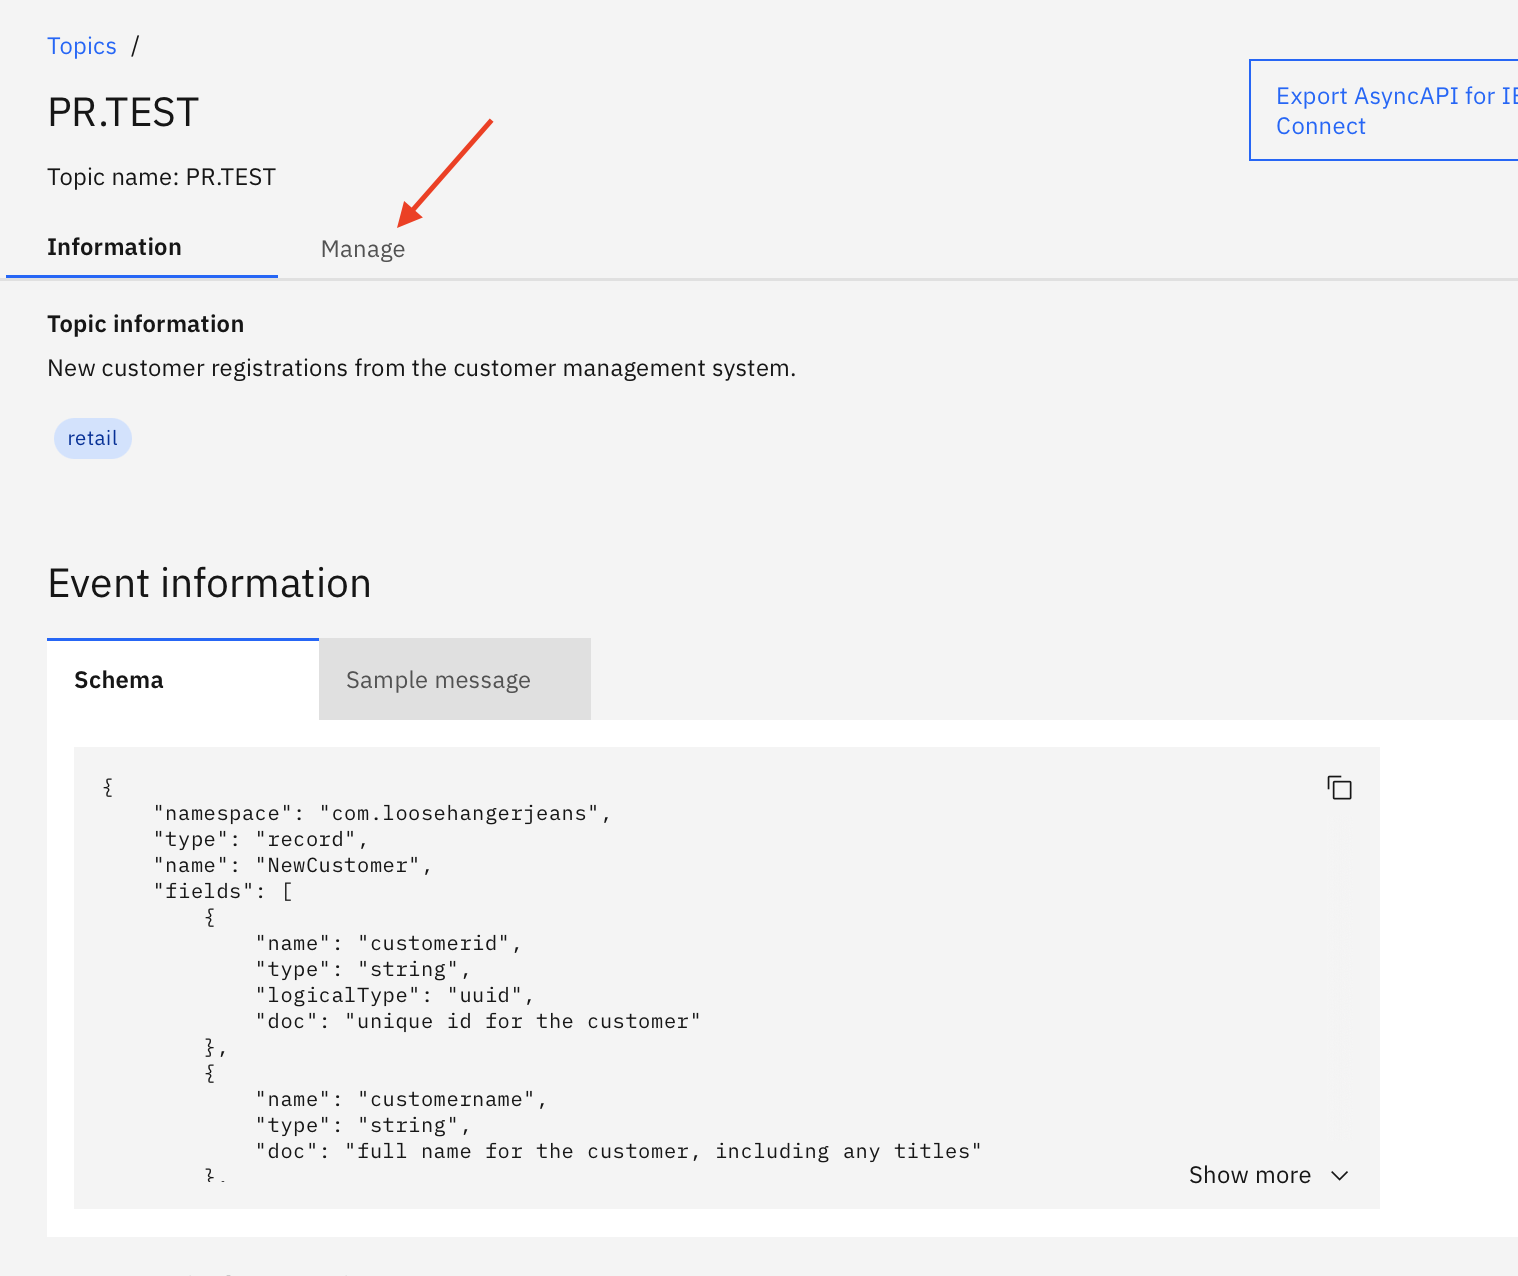 Topics /
PR.TEST
Export AsyncAPI for
Connect
Topic name: PR.TEST
Information
Manage
Topic information
New customer registrations from the customer management system.
retail
Event information
Schema
Sample message
{
"namespace": "com.loosehangerjeans",
"type": "record",
"name": "NewCustomer",
"fields": [
{
"name": "customerid",
"type": "string",
"logicalType": "uuid",
"doc": "unique id for the customer"
},
{
"name": "customername",
"type": "string",
"doc": "full name for the customer, including any titles"
},
Show more